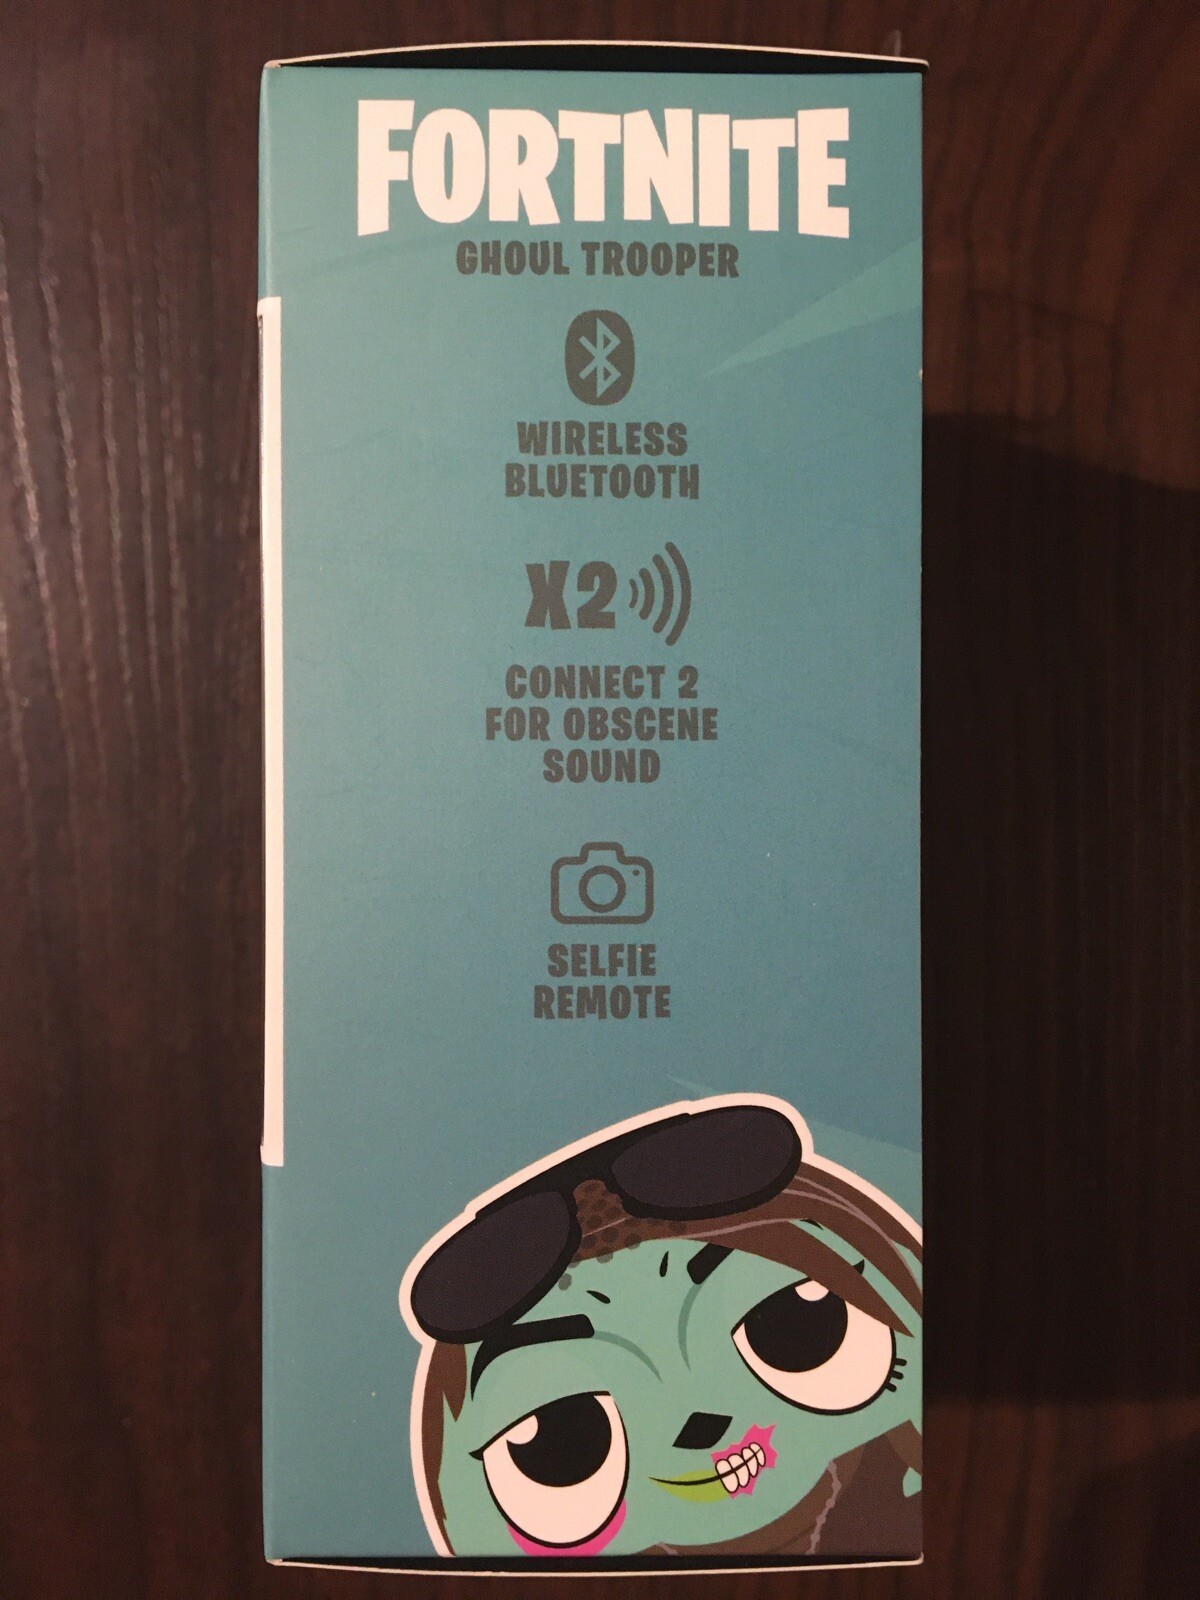 FORTNITE
GHOUL TROOPER
WIRELESS
BLUETOOTH
X2
CONNECT 2
FOR OBSCENE
SOUND
SELFIE
REMOTE